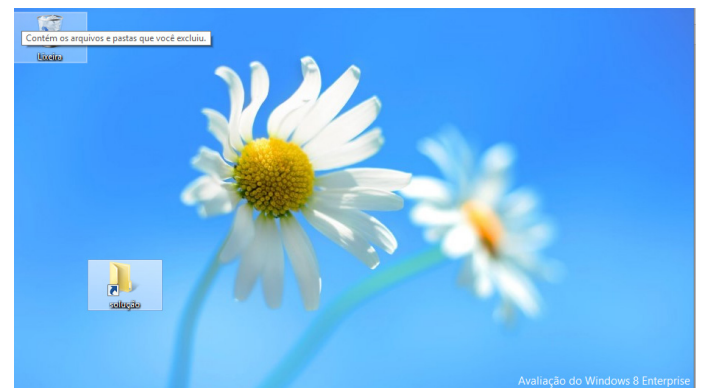 Contém os arquivos e pastas que você excluiu.
Lixeira
solução
Avaliação do Windows 8 Enterprise